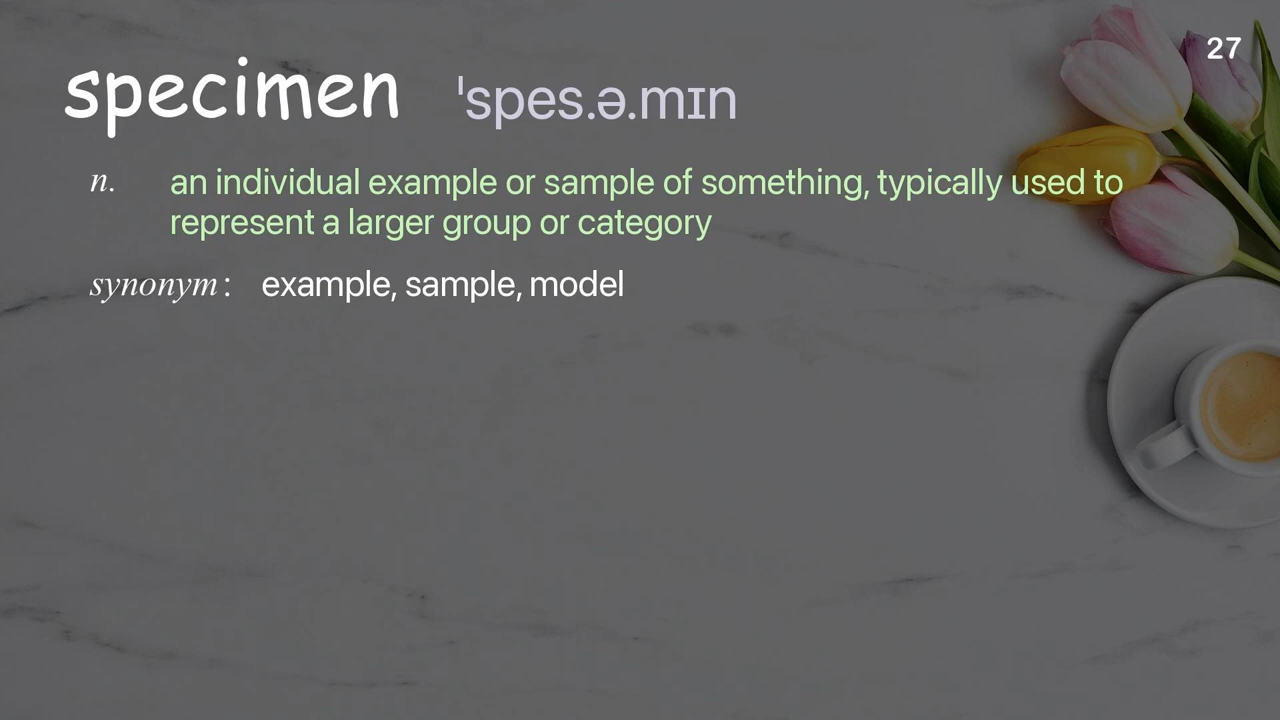 27
specimen ˈspes.ə.mɪn
n. an individual example or sample of something, typically used to
represent a larger group or category
synonym: example, sample, model